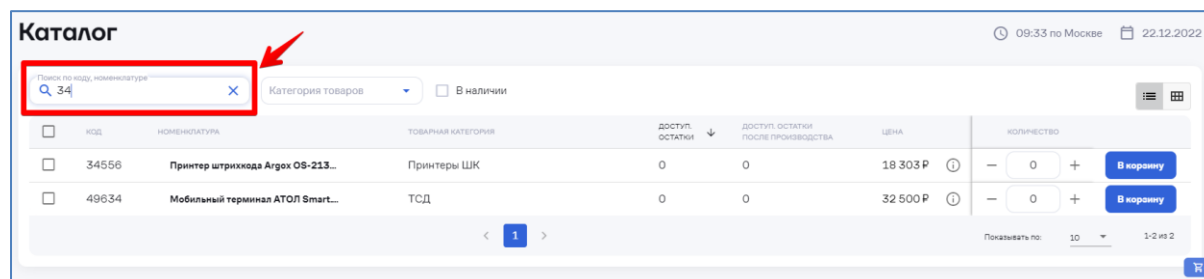 Каталог
09:33 по Москве 22.12.2022
Поиск по коду, номенклатуре
34 Категория товаров В наличии
КОД НОМЕНКЛАТУРА ТОВАРНАЯ КАТЕГОРИЯ ДОСТУП. ОСТАТКИ ДОСТУП. ОСТАТКИ ПОСЛЕ ПРОИЗВОДСТВА ЦЕНА КОЛИЧЕСТВО
34556 Принтер штрихкода Argox OS-213... Принтеры ШК 0 0 18 303 ₽ 0 В корзину
49634 Мобильный терминал АТОЛ Smart.... ТСД 0 0 32 500 ₽ 0 В корзину
1 Показывать по: 10 1-2 из 2